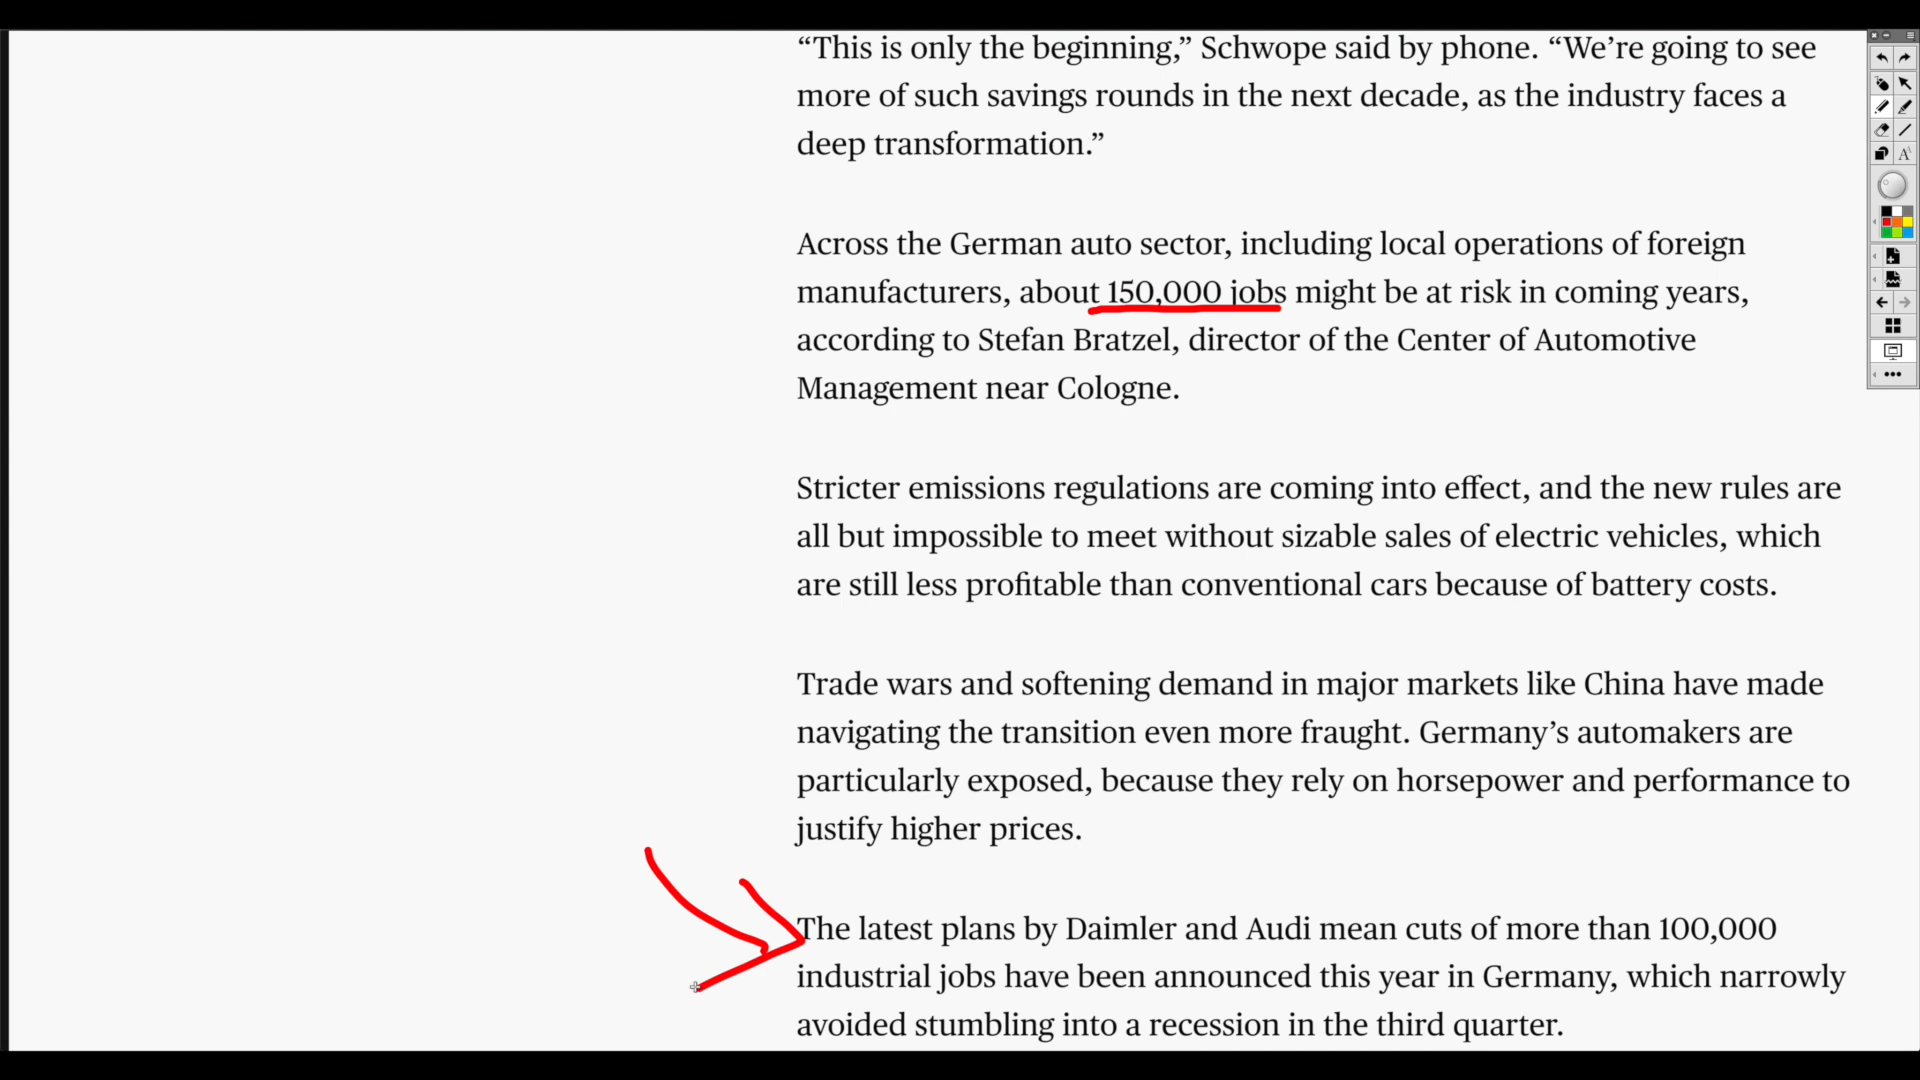 “This is only the beginning,” Schwope said by phone. “We’re going to see
more of such savings rounds in the next decade, as the industry faces a
deep transformation.”
Across the German auto sector, including local operations of foreign
manufacturers, about 150,000 jobs might be at risk in coming years,
according to Stefan Bratzel, director of the Center of Automotive
Management near Cologne.
Stricter emissions regulations are coming into effect, and the new rules are
all but impossible to meet without sizable sales of electric vehicles, which
are still less profitable than conventional cars because of battery costs.
Trade wars and softening demand in major markets like China have made
navigating the transition even more fraught. Germany’s automakers are
particularly exposed, because they rely on horsepower and performance to
justify higher prices.
The latest plans by Daimler and Audi mean cuts of more than 100,000
industrial jobs have been announced this year in Germany, which narrowly
avoided stumbling into a recession in the third quarter.